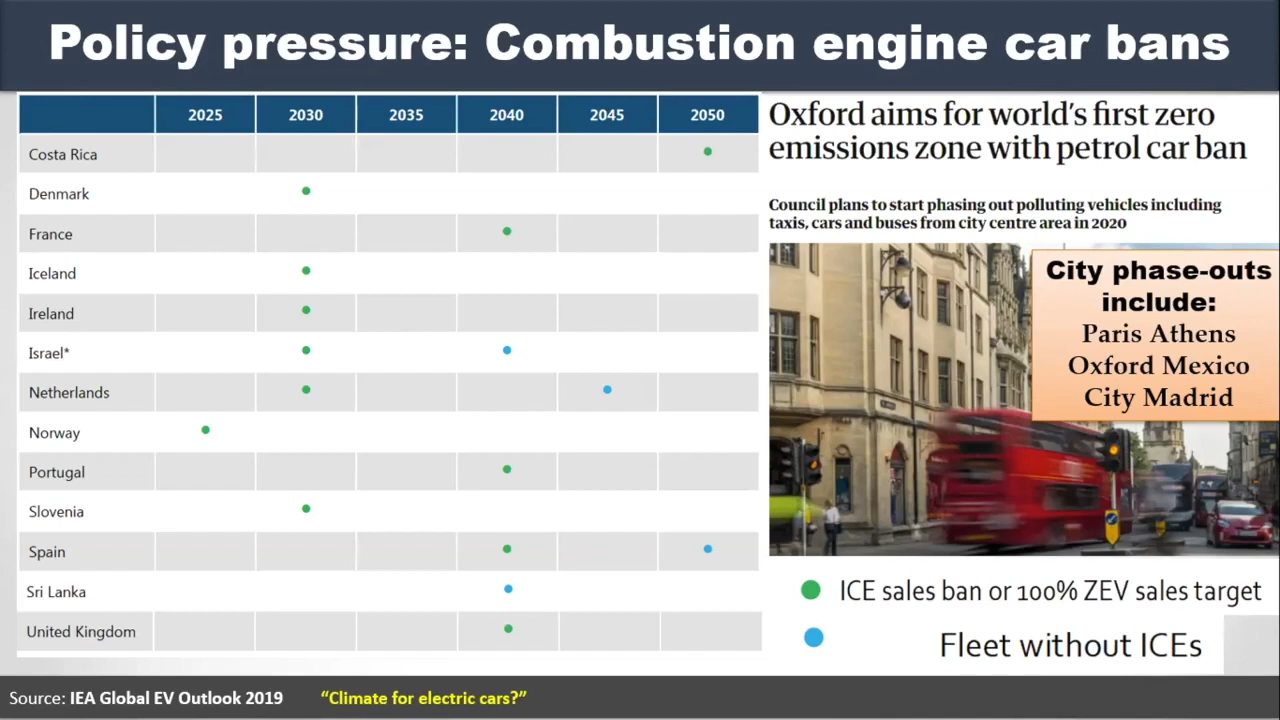 Policy pressure: Combustion engine car bans
2025 2030 2035 2040 2045 2050
Costa Rica
Denmark
France
Iceland
Ireland
Israel*
Netherlands
Norway
Portugal
Slovenia
Spain
Sri Lanka
United Kingdom
Oxford aims for world's first zero
emissions zone with petrol car ban
Council plans to start phasing out polluting vehicles including
taxis, cars and buses from city centre area in 2020
City phase-outs
include:
Paris Athens
Oxford Mexico
City Madrid
ICE sales ban or 100% ZEV sales target
Fleet without ICEs
Source: IEA Global EV Outlook 2019 “Climate for electric cars?”